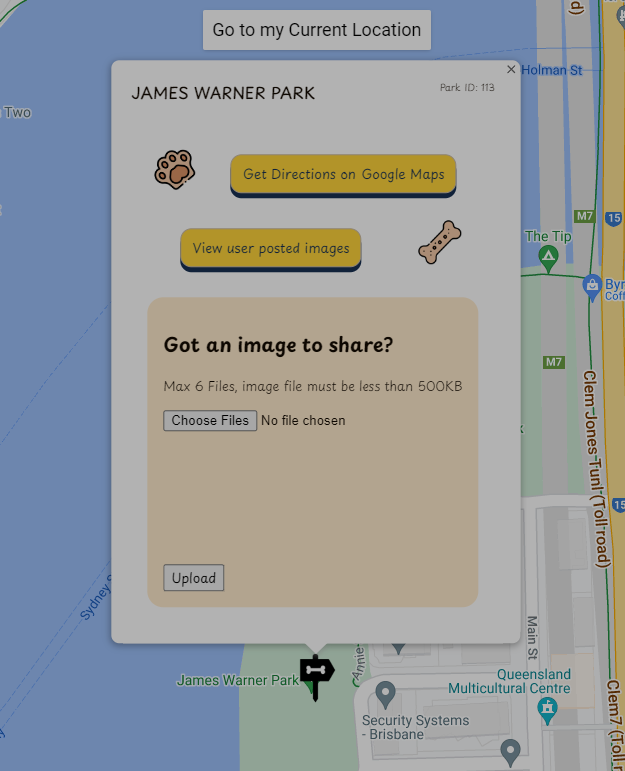 d)
Go to my Current Location
Holman St
JAMES WARNER PARK
Park ID: 113
Two
Get Directions on Google Maps
M7
15
The Tip
View user posted images
Byr
Coff
Got an image to share?
M7
Max 6 Files, image file must be less than 500KB
Choose Files No file chosen
Clem Jones Tunl (Toll road)
k
15
Upload
Sydney
Main St
Annie
James Warner Park
Queensland
Multicultural Centre
Security Systems
- Brisbane
Clem7 (Toll r